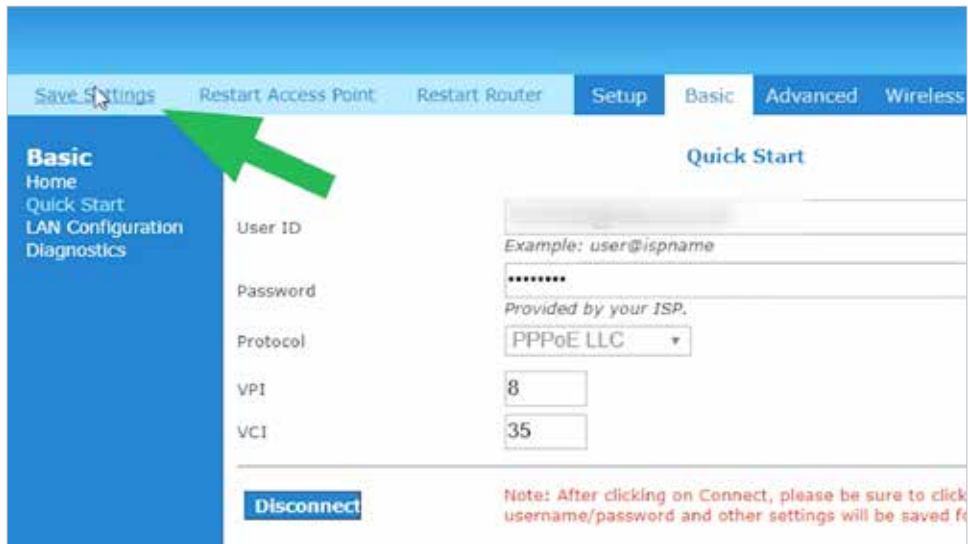 Save Settings Restart Access Point Restart Router Setup Basic Advanced Wireless
Basic
Home
Quick Start
LAN Configuration
Diagnostics
Quick Start
User ID
Example: user@ispname
Password ••••••••
Provided by your ISP.
Protocol PPPoE LLC
VPI 8
VCI 35
Disconnect
Note: After clicking on Connect, please be sure to click
username/password and other settings will be saved fo